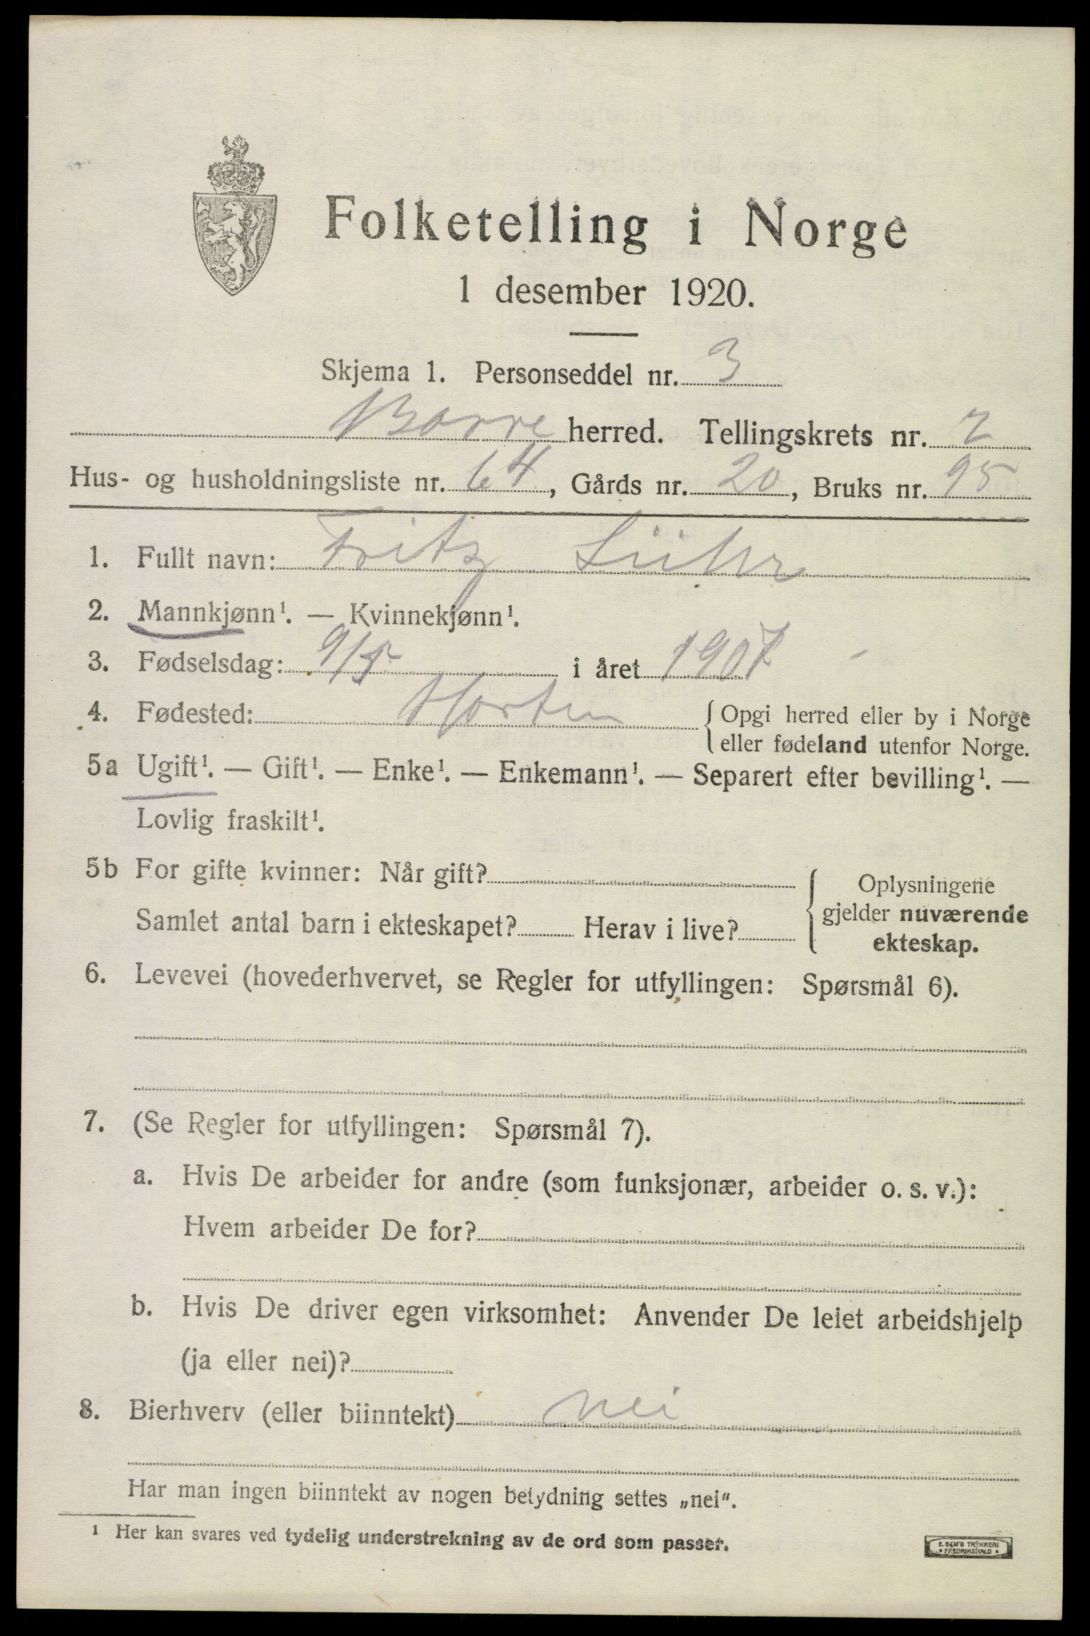 Folketelling i Norge
1 desember 1920.
Skjema 1. Personseddel nr. 3
Borre herred. Tellingskrets nr. 2
Hus- og husholdningsliste nr. 64, Gårds nr. 20, Bruks nr. 95
1. Fullt navn: Fritz Lühr
2. Mannkjønn¹. — Kvinnekjønn¹.
3. Fødselsdag: 9/5 i året 1907
4. Fødested: Horten {Opgi herred eller by i Norge
eller fødeland utenfor Norge.
5a Ugift¹. — Gift¹. — Enke¹. — Enkemann¹. — Separert efter bevilling¹. —
Lovlig fraskilt¹.
5b For gifte kvinner: Når gift?
Samlet antal barn i ekteskapet? Herav i live?
{Oplysningene
gjelder nuværende
ekteskap.
6. Levevei (hovederhvervet, se Regler for utfyllingen: Spørsmål 6).
7. (Se Regler for utfyllingen: Spørsmål 7).
a. Hvis De arbeider for andre (som funksjonær, arbeider o. s. v.):
Hvem arbeider De for?
b. Hvis De driver egen virksomhet: Anvender De leiet arbeidshjelp
(ja eller nei)?
8. Bierhverv (eller biinntekt) nei
Har man ingen biinntekt av nogen betydning settes „nei".
¹ Her kan svares ved tydelig understrekning av de ord som passer.
E. SEM'S TRYKKERI
• FREDRIKSHALD •